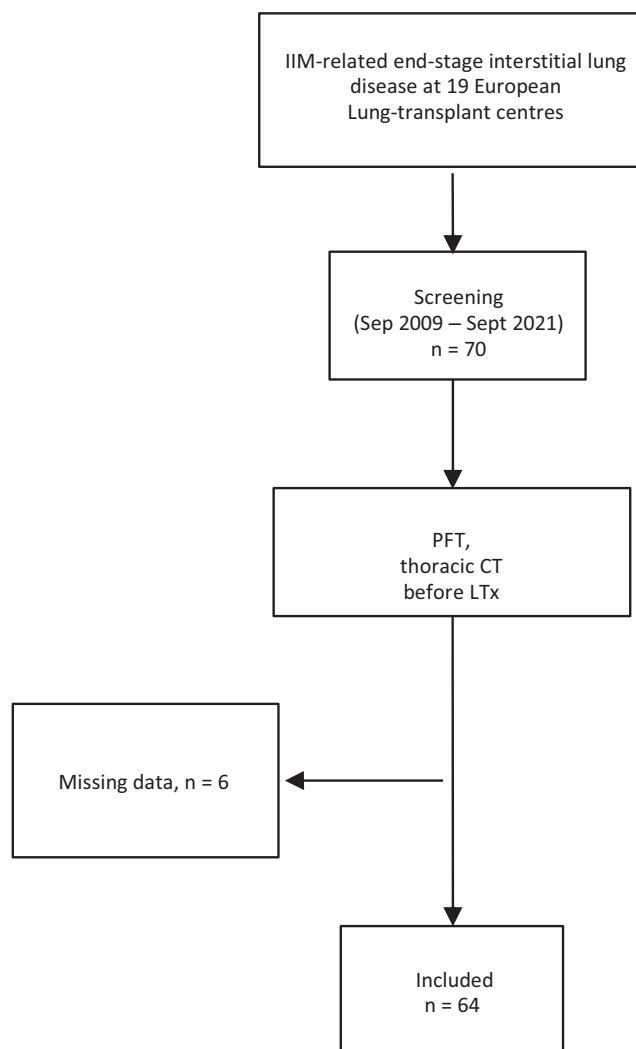 IIM-related end-stage interstitial lung
disease at 19 European
Lung-transplant centres
Screening
(Sep 2009 – Sept 2021)
n = 70
PFT,
thoracic CT
before LTx
Missing data, n = 6
Included
n = 64